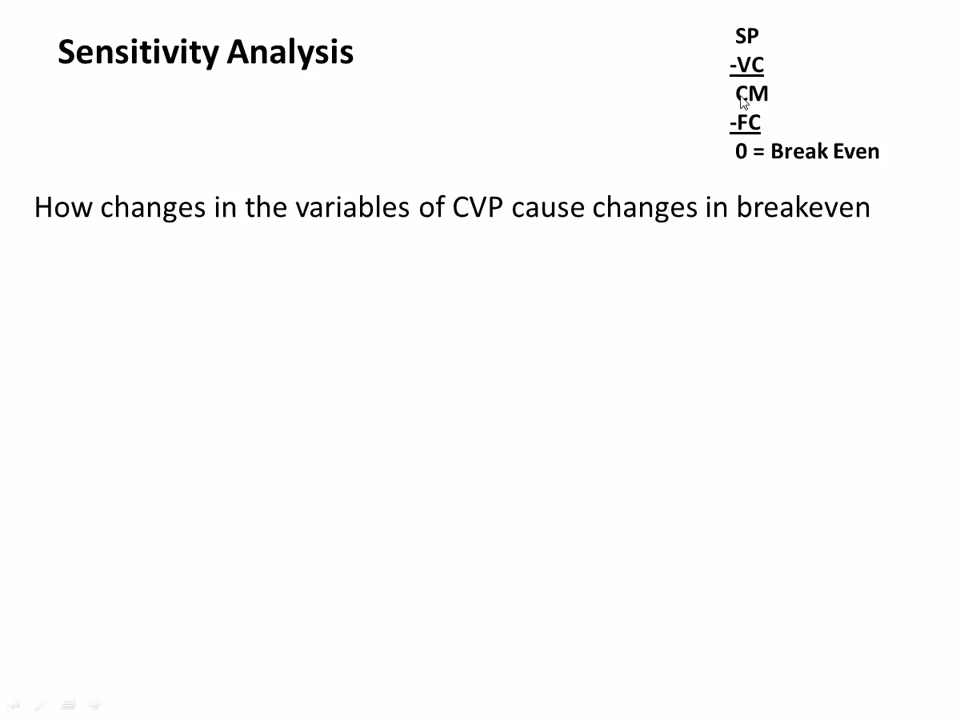 Sensitivity Analysis
SP
-VC
CM
-FC
0 = Break Even
How changes in the variables of CVP cause changes in breakeven